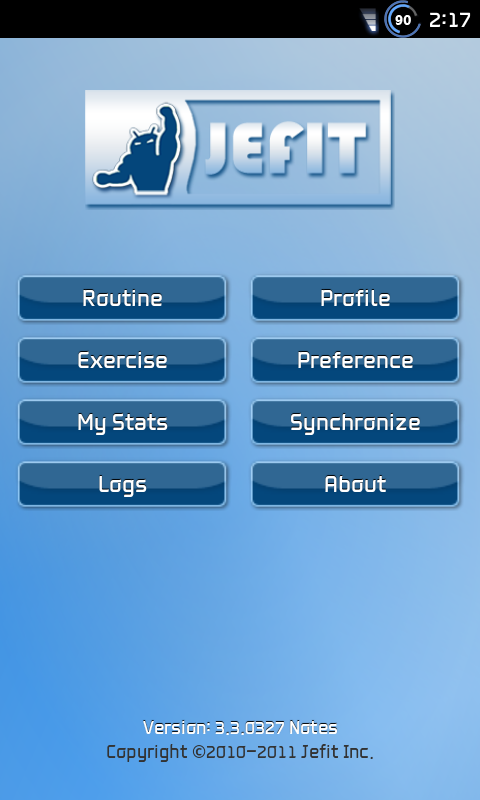 90 2:17
JEFIT
Routine Profile
Exercise Preference
My Stats Synchronize
Logs About
Version: 3.3.0327 Notes
Copyright ©2010-2011 Jefit Inc.